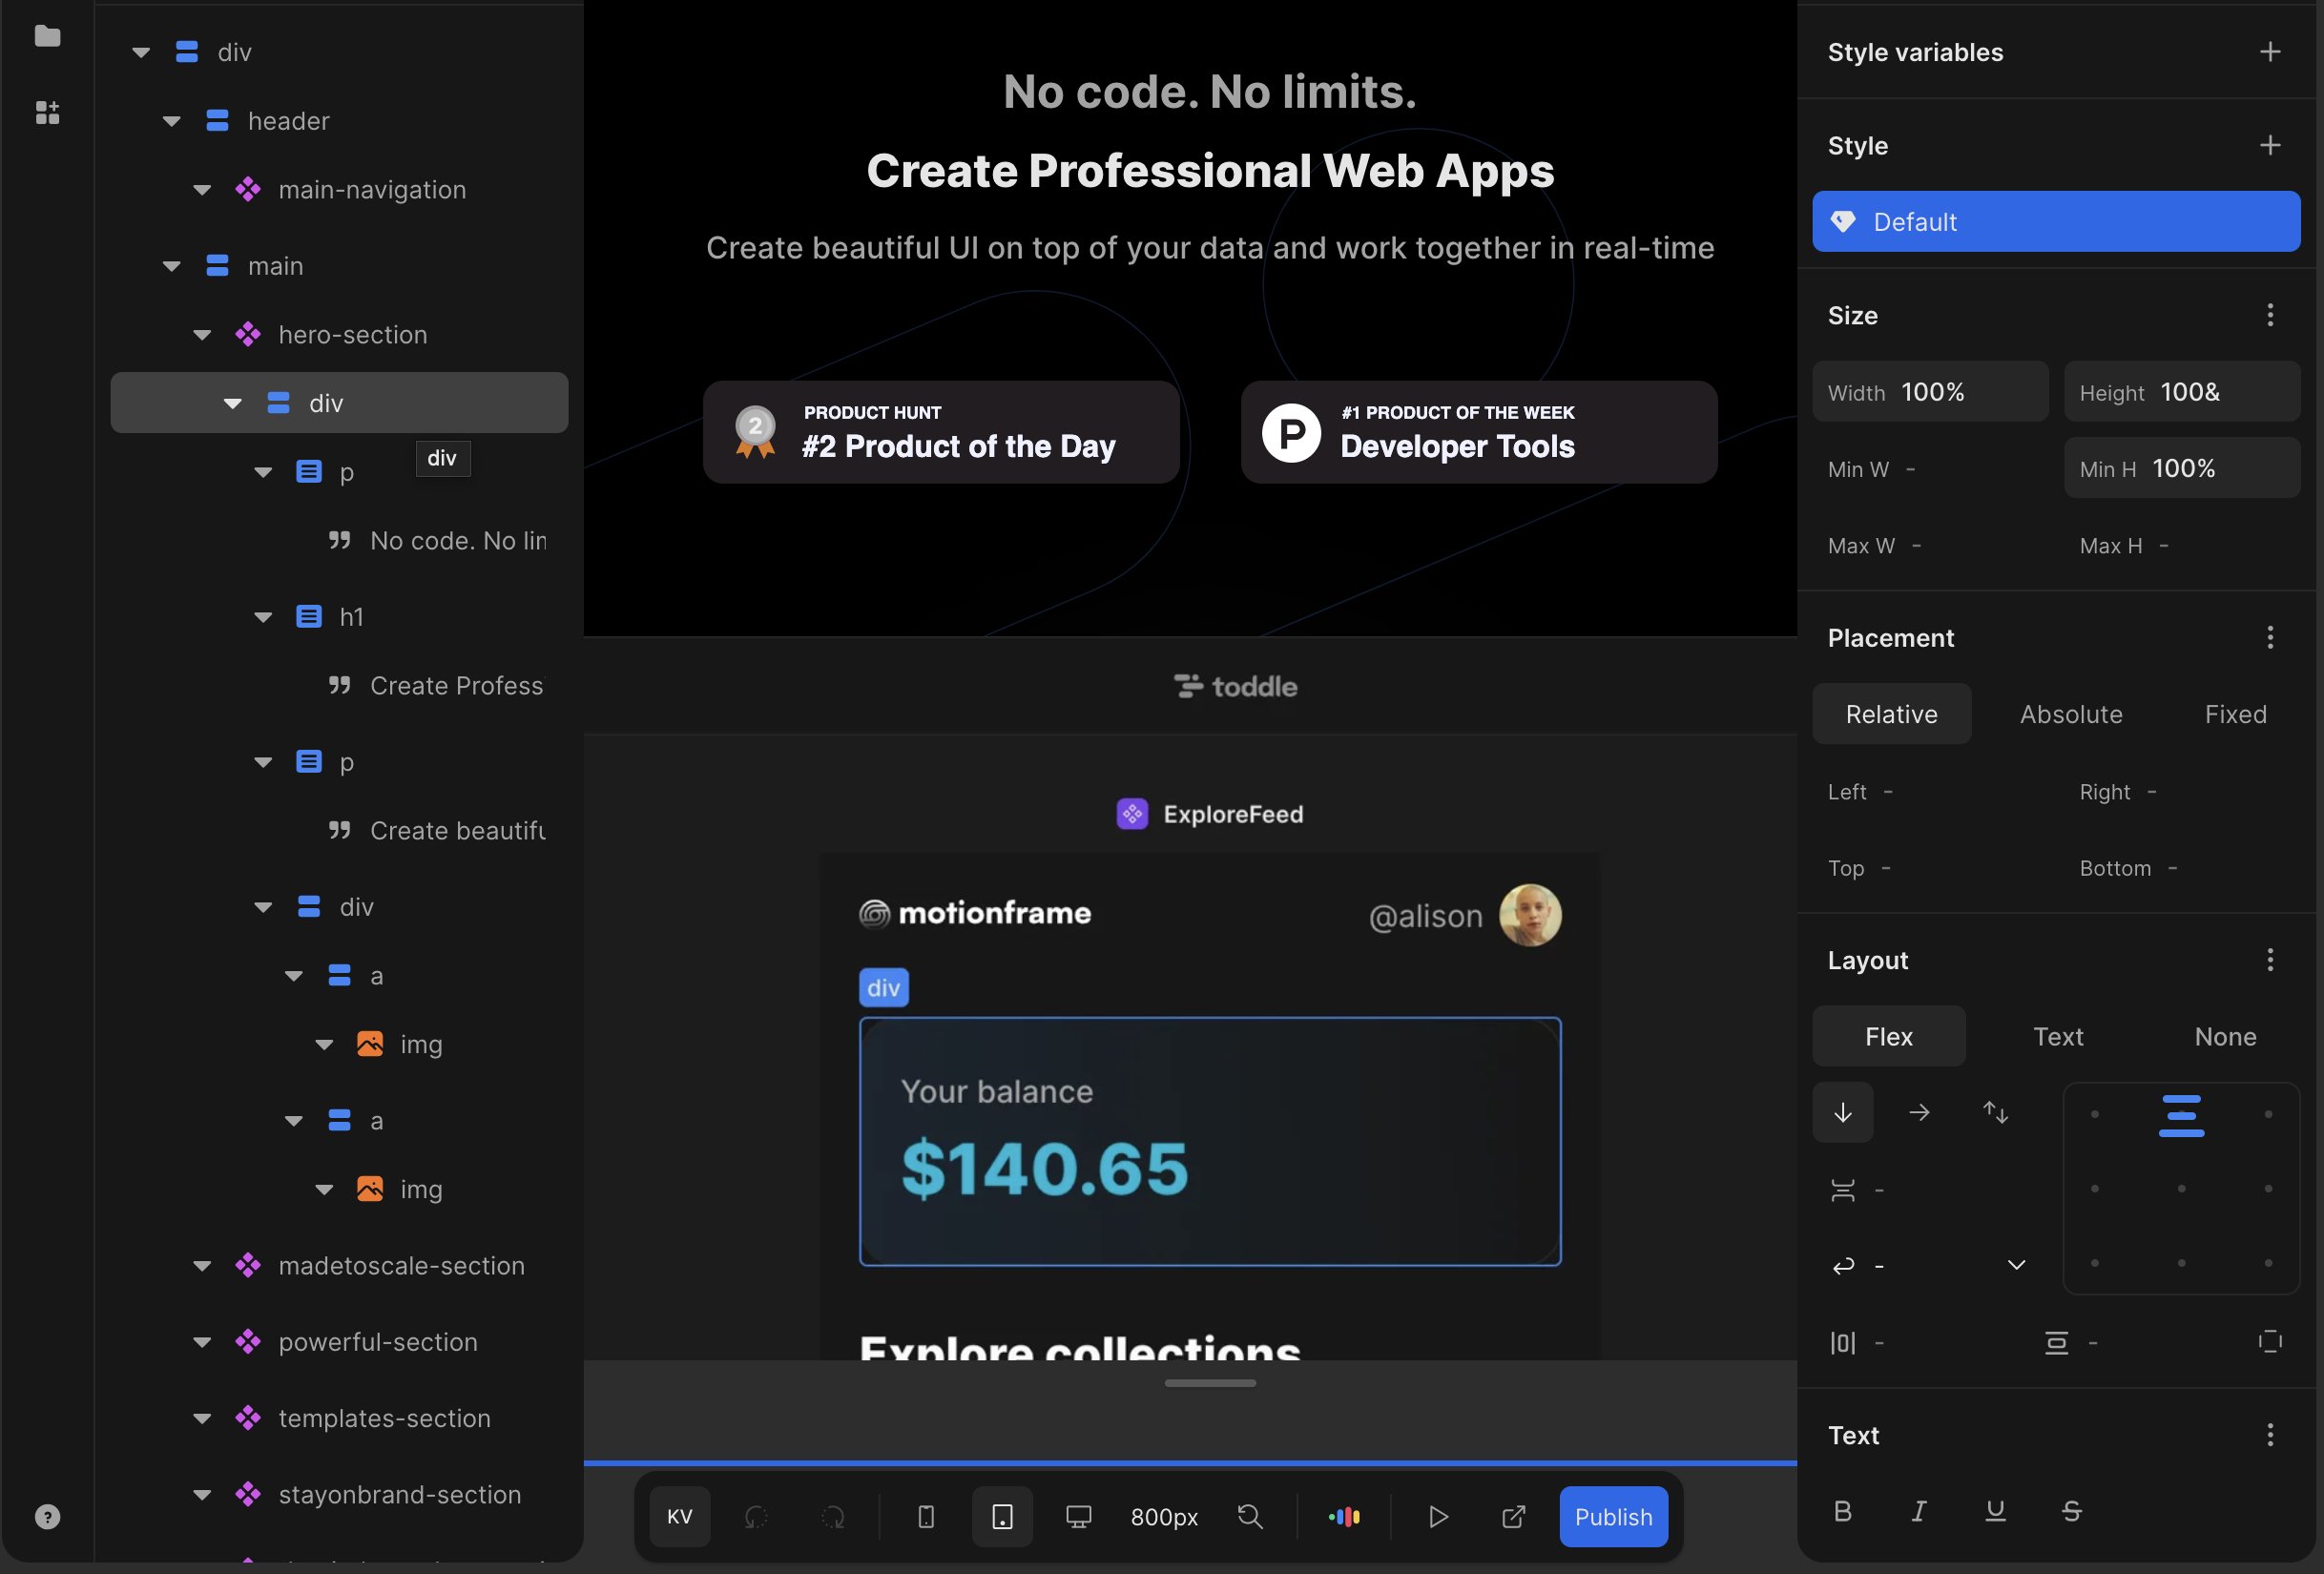 div
header
main-navigation
main
hero-section
div
div
p
No code. No lin
h1
Create Profess
p
Create beautifu
div
a
img
a
img
madetoscale-section
powerful-section
templates-section
stayonbrand-section
?
No code. No limits.
Create Professional Web Apps
Create beautiful UI on top of your data and work together in real-time
2
PRODUCT HUNT
#2 Product of the Day
P
#1 PRODUCT OF THE WEEK
Developer Tools
toddle
ExploreFeed
motionframe
@alison
div
Your balance
$140.65
Explore collections
KV
800px
Publish
Style variables
Style
Default
Size
Width 100%
Height 100&
Min W -
Min H 100%
Max W -
Max H -
Placement
Relative Absolute Fixed
Left -
Right -
Top -
Bottom -
Layout
Flex Text None
-
-
-
-
Text
B I U S